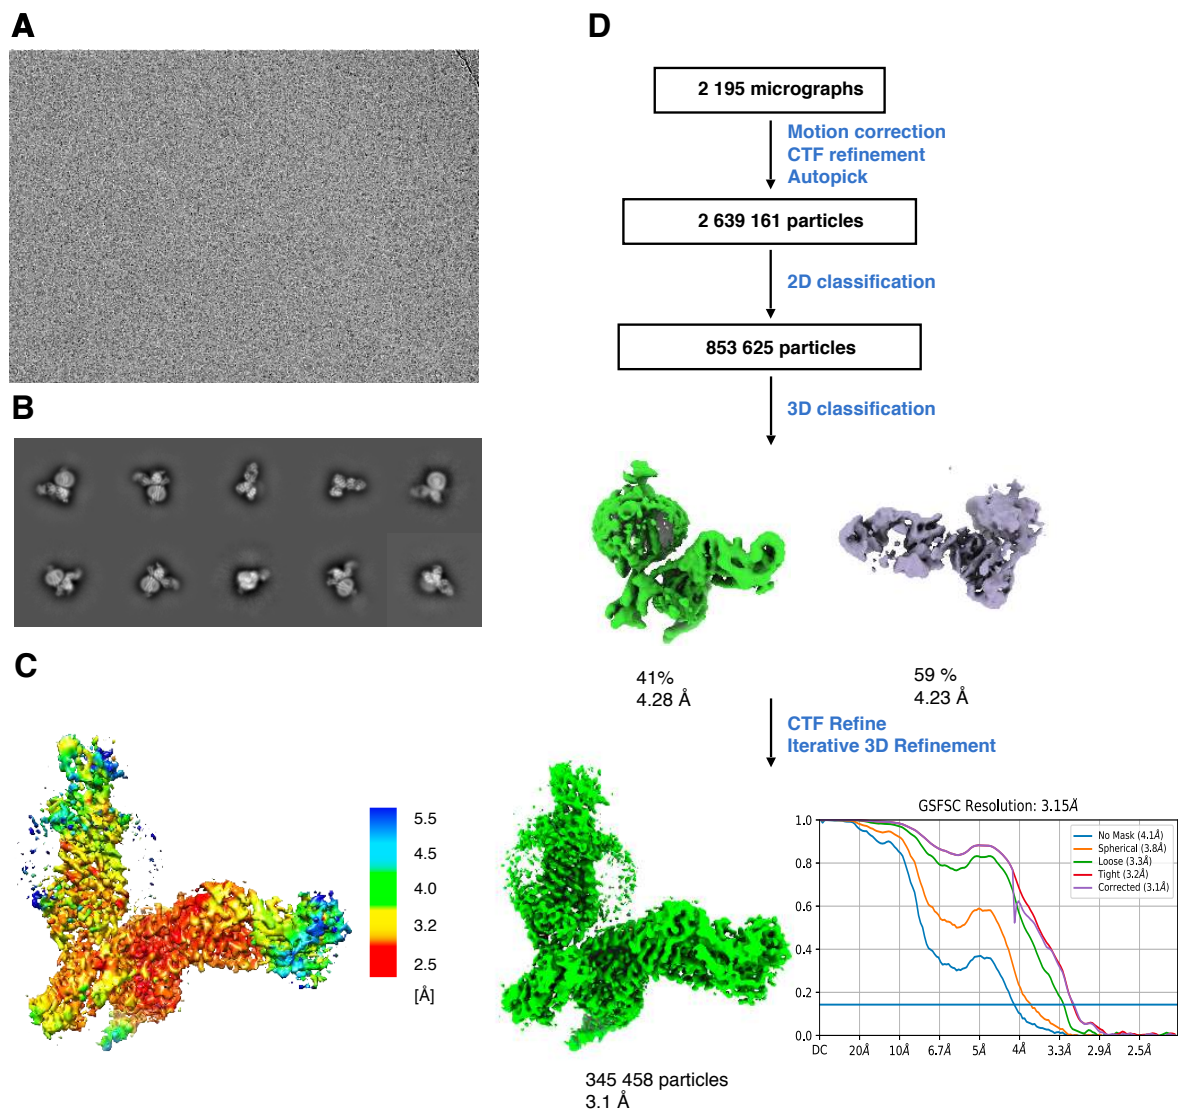 A
B
C
5.5
4.5
4.0
3.2
2.5
[Å]
D
2 195 micrographs
Motion correction
CTF refinement
Autopick
2 639 161 particles
2D classification
853 625 particles
3D classification
41%
4.28 Å
59 %
4.23 Å
CTF Refine
Iterative 3D Refinement
345 458 particles
3.1 Å
GSFSC Resolution: 3.15Å
No Mask (4.1Å)
Spherical (3.8Å)
Loose (3.3Å)
Tight (3.2Å)
Corrected (3.1Å)
1.0
0.8
0.6
0.4
0.2
0.0
DC 20Å 10Å 6.7Å 5Å 4Å 3.3Å 2.9Å 2.5Å